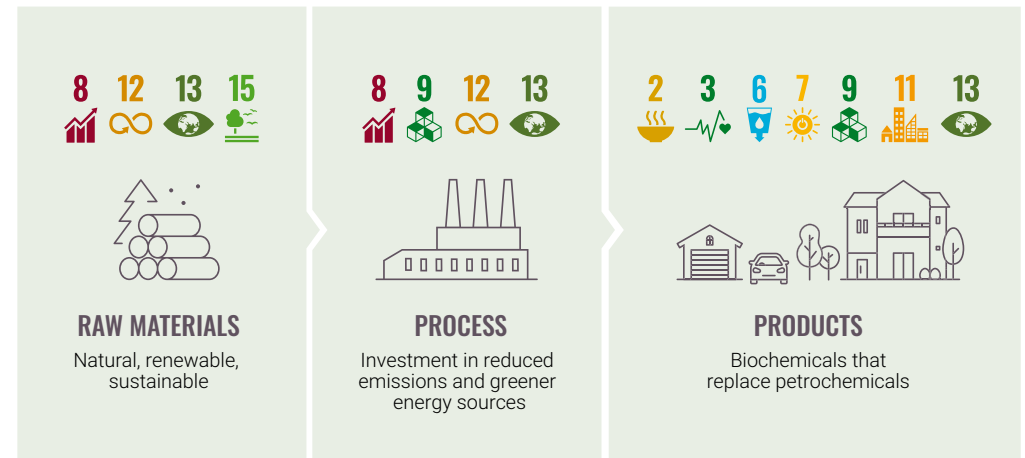 8 12 13 15
RAW MATERIALS
Natural, renewable,
sustainable
8 9 12 13
PROCESS
Investment in reduced
emissions and greener
energy sources
2 3 6 7 9 11 13
PRODUCTS
Biochemicals that
replace petrochemicals